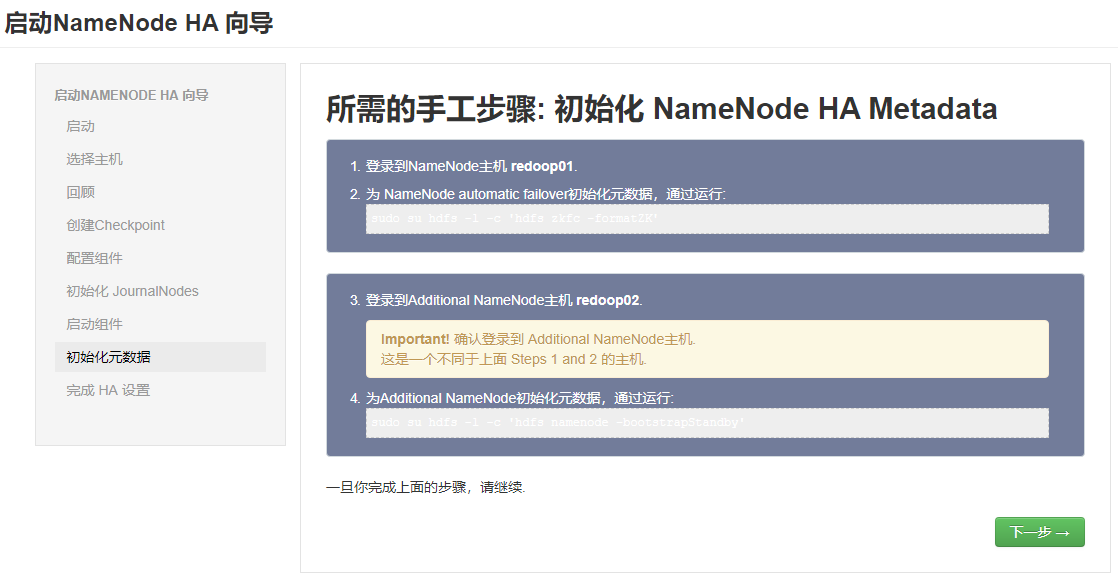 启动NameNode HA 向导
启动NAMENODE HA 向导
启动
选择主机
回顾
创建Checkpoint
配置组件
初始化 JournalNodes
启动组件
初始化元数据
完成 HA 设置
所需的手工步骤: 初始化 NameNode HA Metadata
1. 登录到NameNode主机 redoop01.
2. 为 NameNode automatic failover初始化元数据，通过运行:
sudo su hdfs -l -c 'hdfs zkfc -formatZK'
3. 登录到Additional NameNode主机 redoop02.
Important! 确认登录到 Additional NameNode主机.
这是一个不同于上面 Steps 1 and 2 的主机.
4. 为Additional NameNode初始化元数据，通过运行:
sudo su hdfs -l -c 'hdfs namenode -bootstrapStandby'
一旦你完成上面的步骤，请继续.
下一步 →